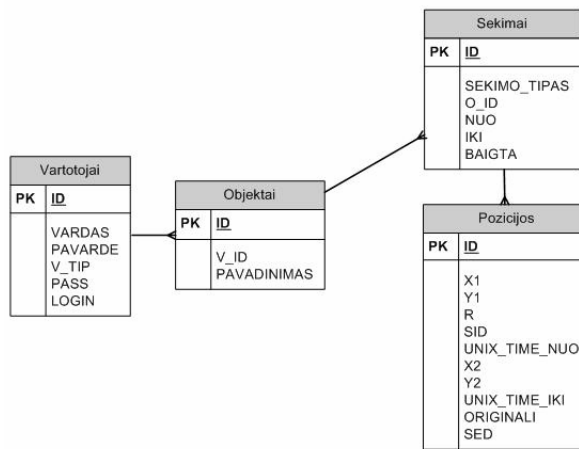 Vartotojai
PK ID
VARDAS
PAVARDE
V_TIP
PASS
LOGIN
Objektai
PK ID
V_ID
PAVADINIMAS
Sekimai
PK ID
SEKIMO_TIPAS
O_ID
NUO
IKI
BAIGTA
Pozicijos
PK ID
X1
Y1
R
SID
UNIX_TIME_NUO
X2
Y2
UNIX_TIME_IKI
ORIGINALI
SED